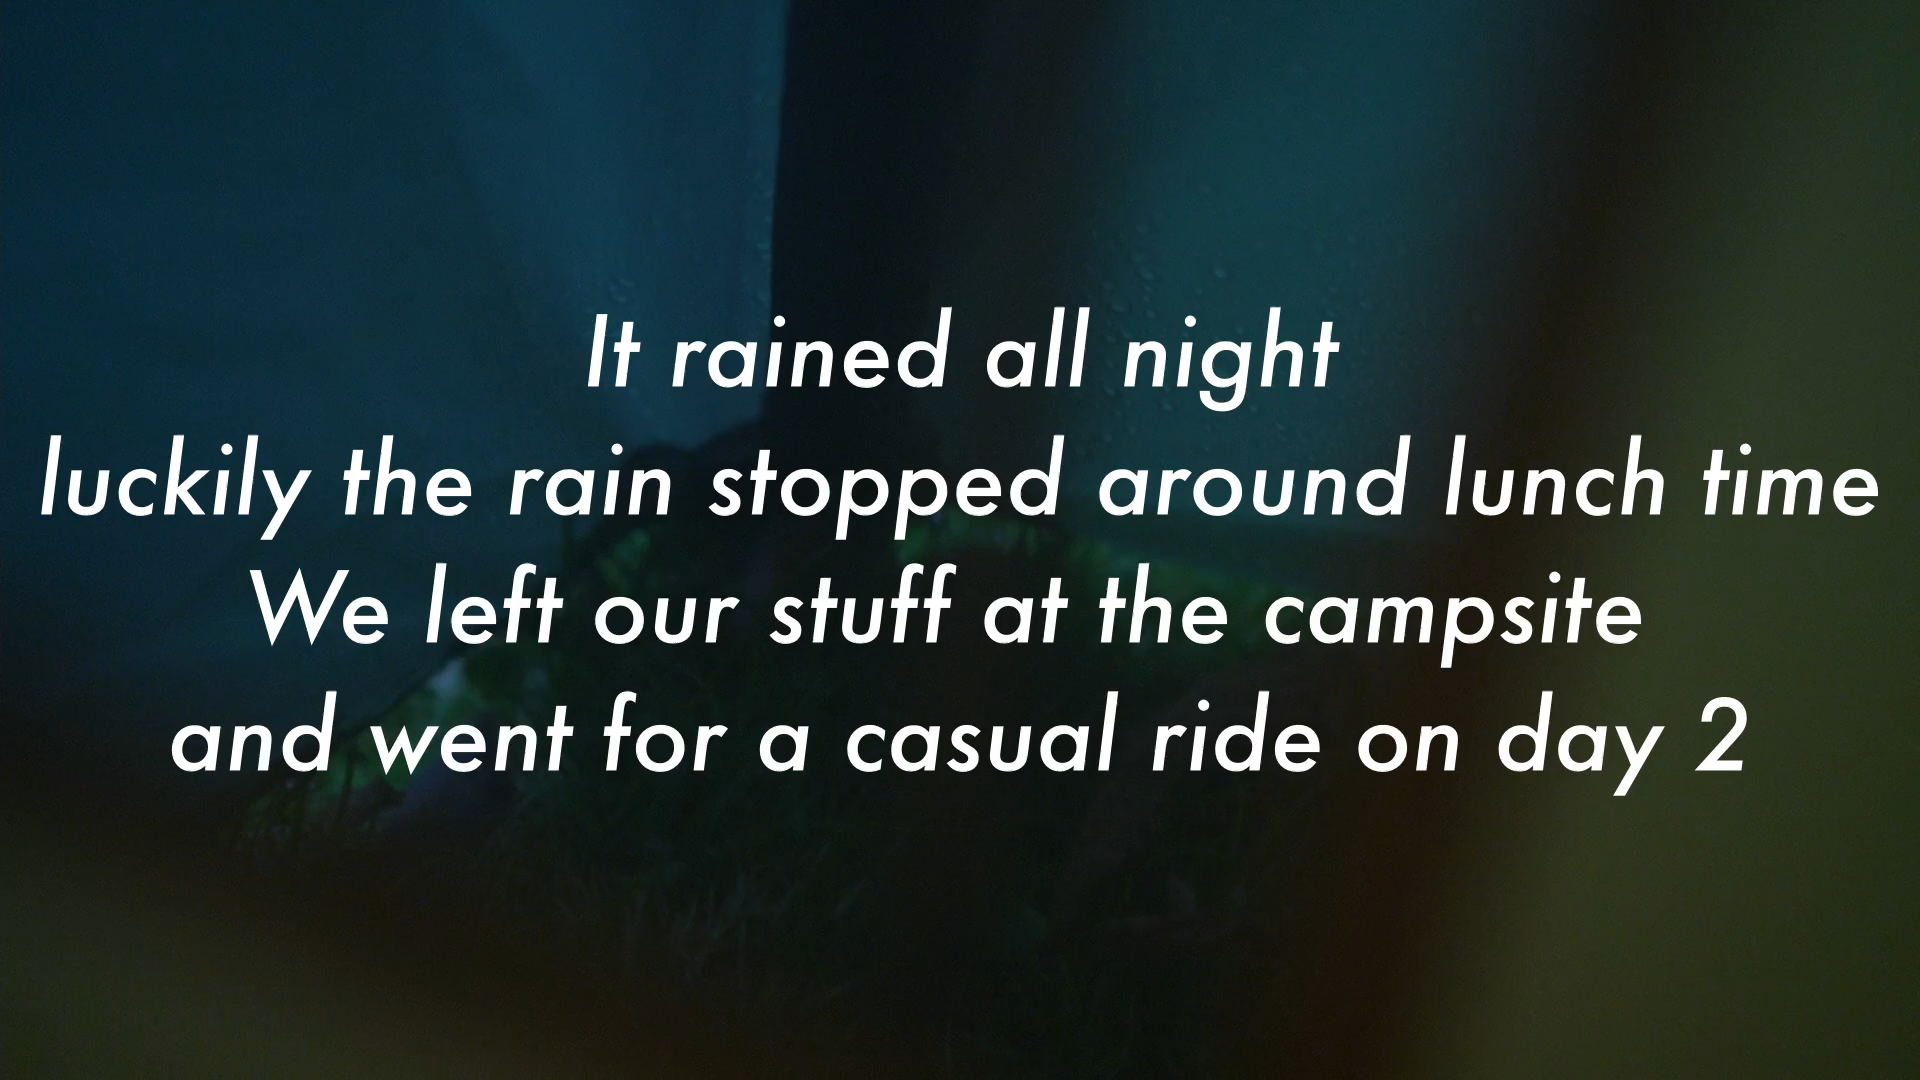 It rained all night
luckily the rain stopped around lunch time
We left our stuff at the campsite
and went for a casual ride on day 2